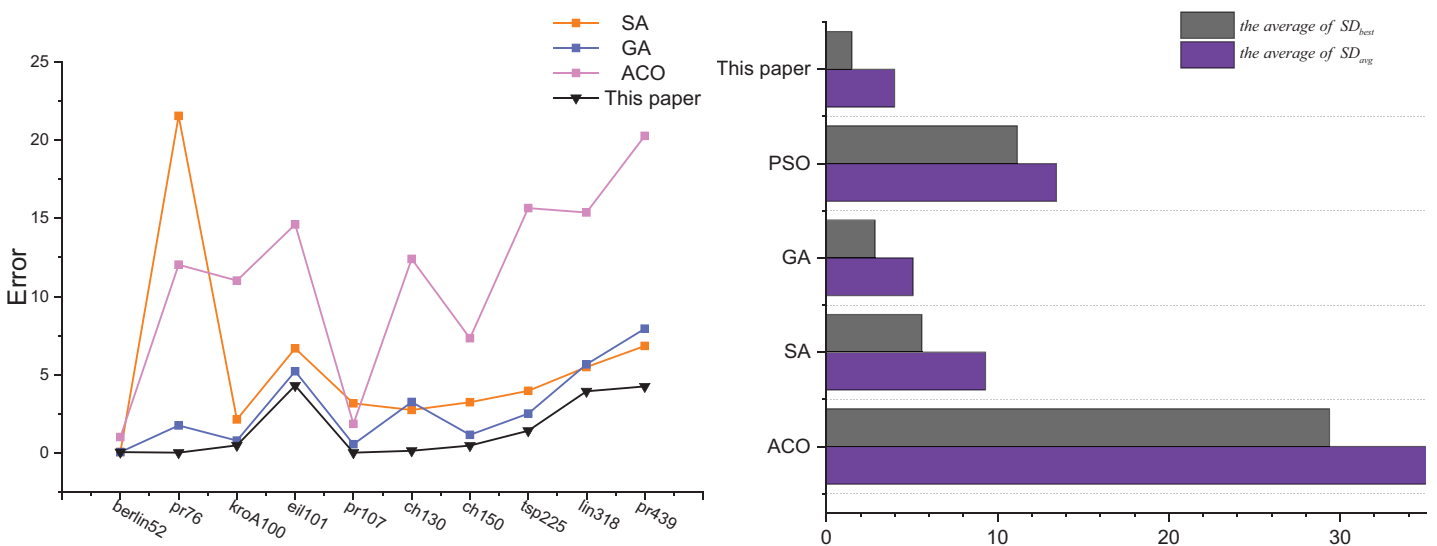 SA
GA
ACO
This paper
Error
25
20
15
10
5
0
berlin52
pr76
kroA100
eil101
pr107
ch130
ch150
tsp225
lin318
pr439
the average of SD_best
the average of SD_avg
This paper
PSO
GA
SA
ACO
0
10
20
30